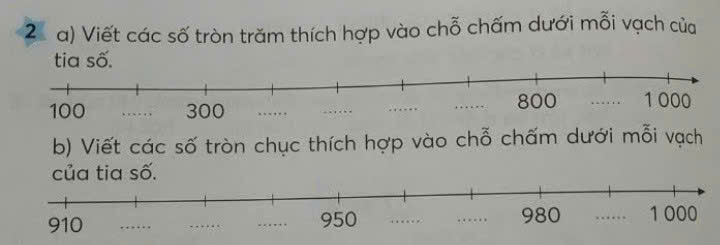 2 a) Viết các số tròn trăm thích hợp vào chỗ chấm dưới mỗi vạch của
tia số.
100 ...... 300 ...... ...... ...... ...... 800 ...... 1 000
b) Viết các số tròn chục thích hợp vào chỗ chấm dưới mỗi vạch
của tia số.
910 ...... ...... ...... 950 ...... ...... 980 ...... 1 000